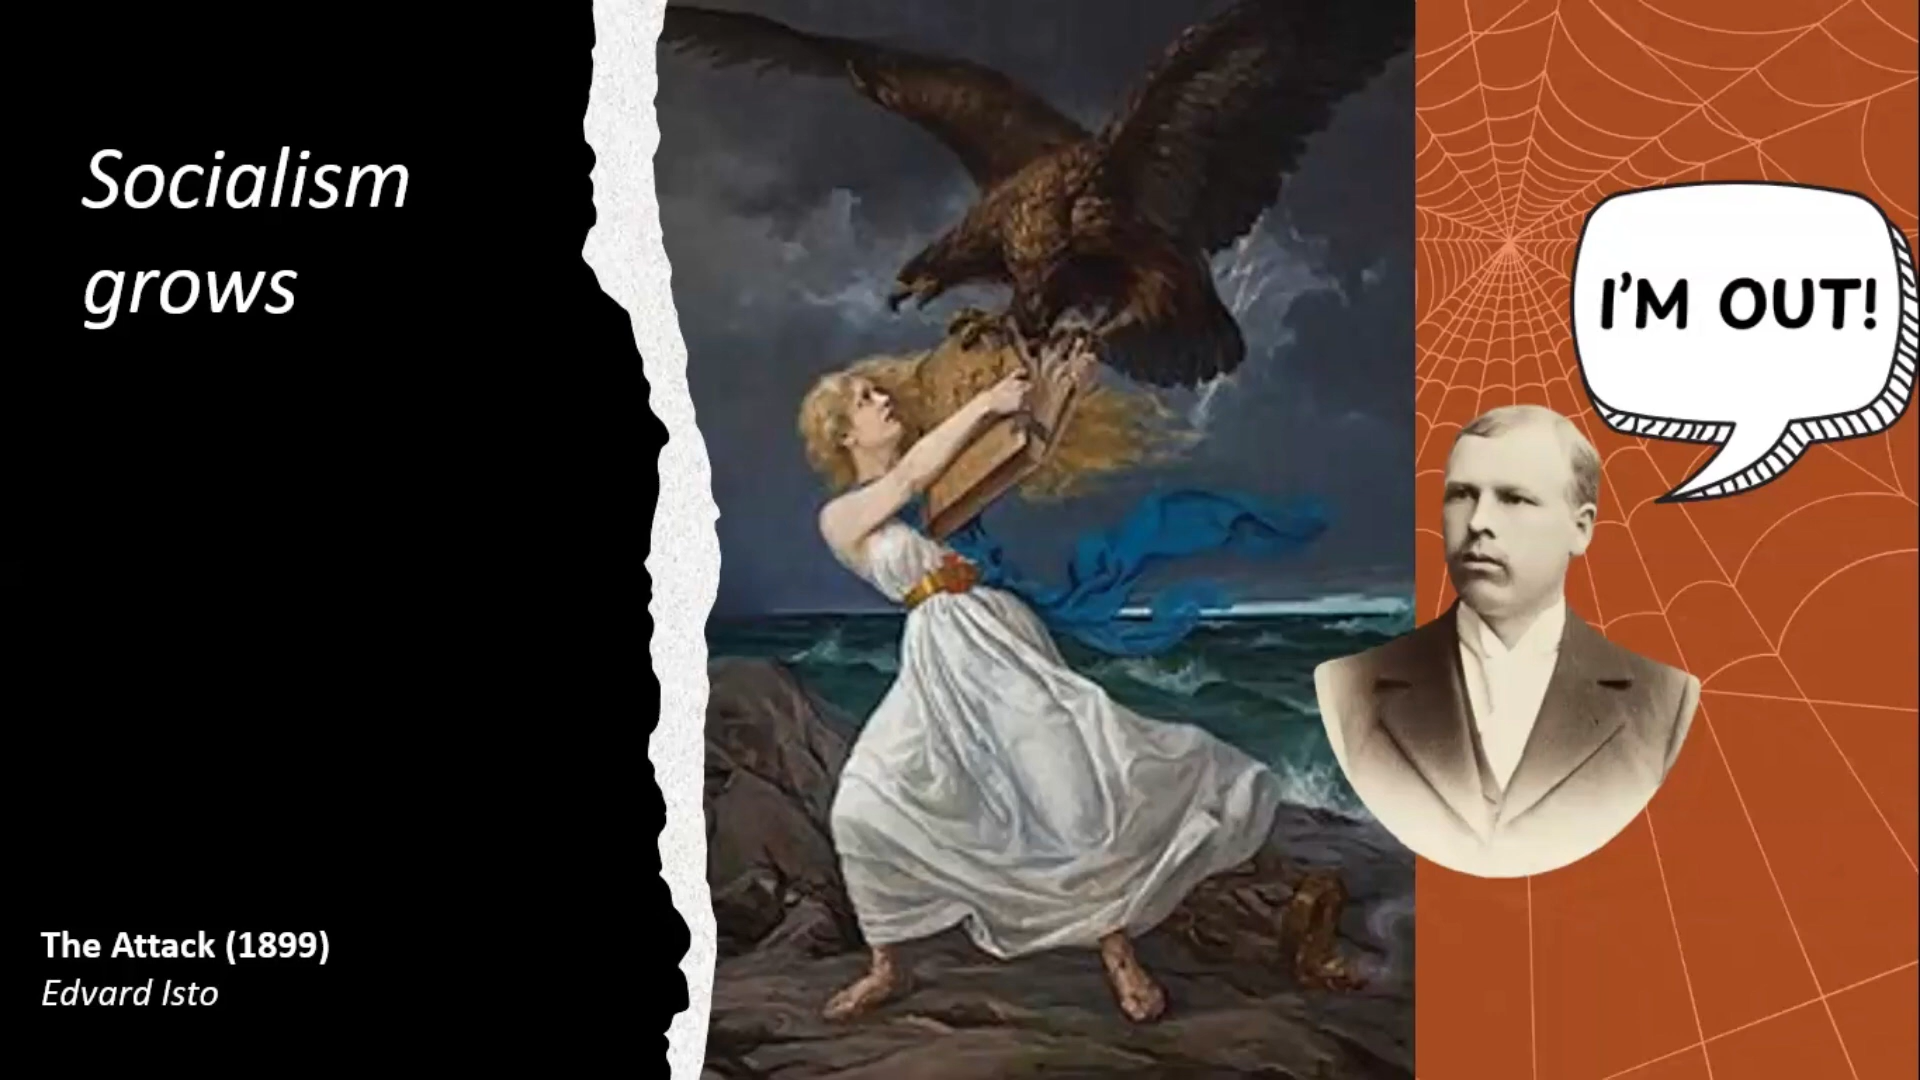 Socialism
grows
I'M OUT!
The Attack (1899)
Edvard Isto